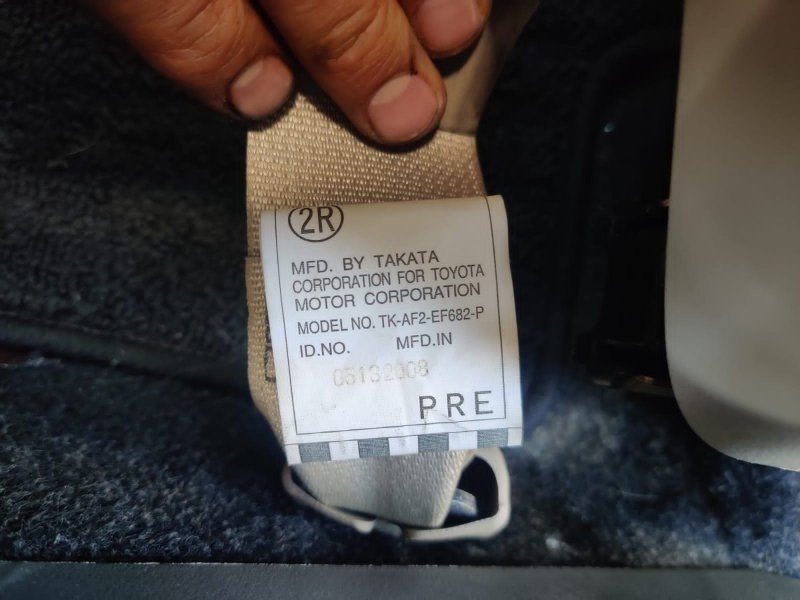 2R
MFD. BY TAKATA
CORPORATION FOR TOYOTA
MOTOR CORPORATION
MODEL NO. TK-AF2-EF682-P
ID.NO. MFD.IN
05132008
PRE